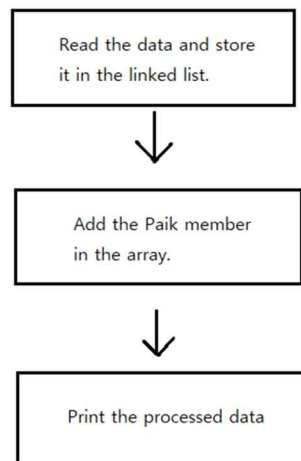 Read the data and store
it in the linked list.
Add the Paik member
in the array.
Print the processed data